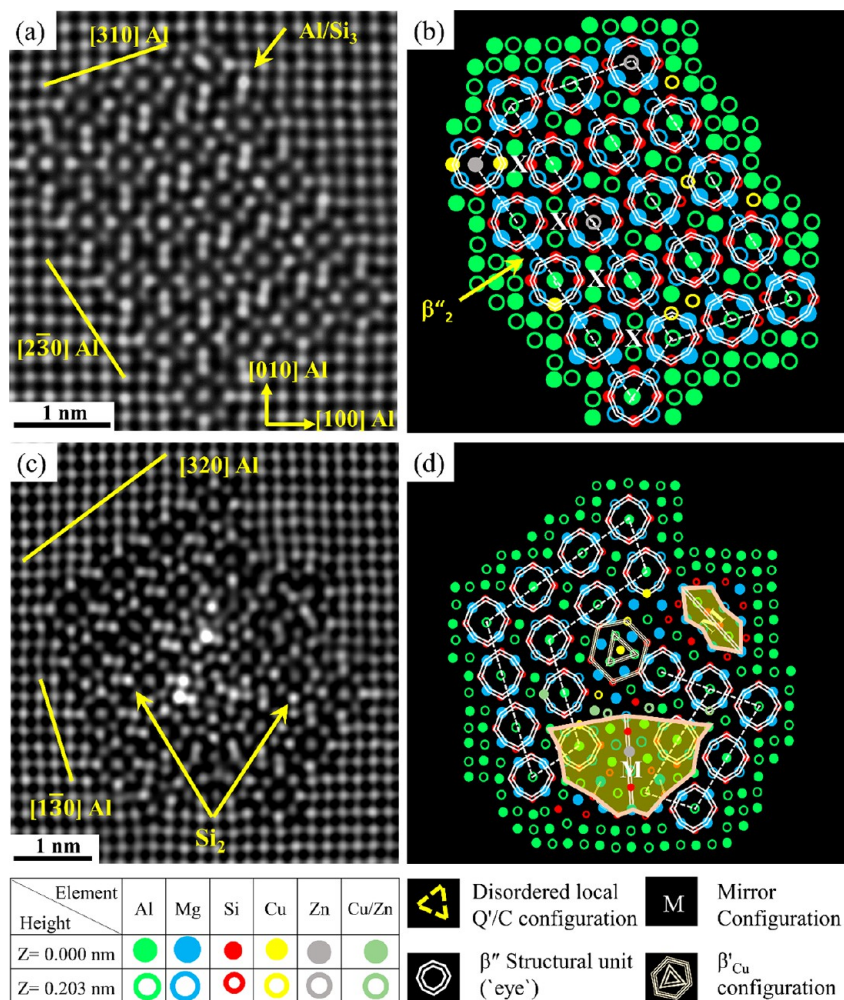 (a)
[310] Al
Al/Si₃
[23̅0] Al
[010] Al
[100] Al
1 nm
(b)
X
X
X
X
β“₂
(c)
[320] Al
[13̅0] Al
Si₂
1 nm
(d)
M
M
Element
Height
Al Mg Si Cu Zn Cu/Zn
Z= 0.000 nm
Z= 0.203 nm
Disordered local
Q'/C configuration
M
Mirror
Configuration
β″ Structural unit
(`eye`)
β'Cu
configuration